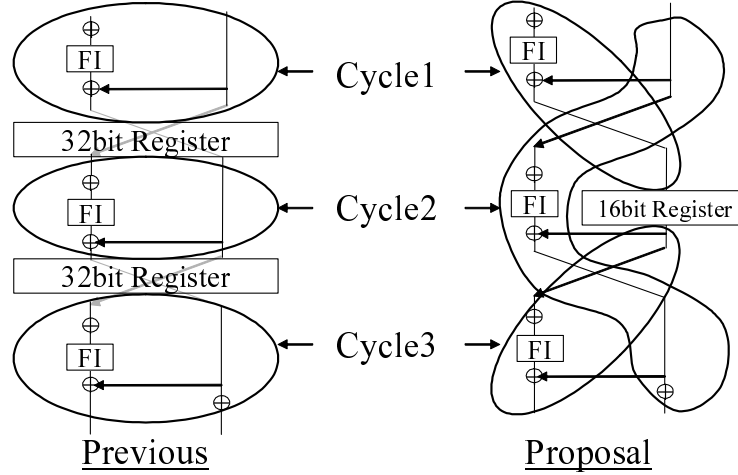 FI
FI
Cycle1
32bit Register
FI
FI
Cycle2
16bit Register
32bit Register
FI
FI
Cycle3
Previous
Proposal